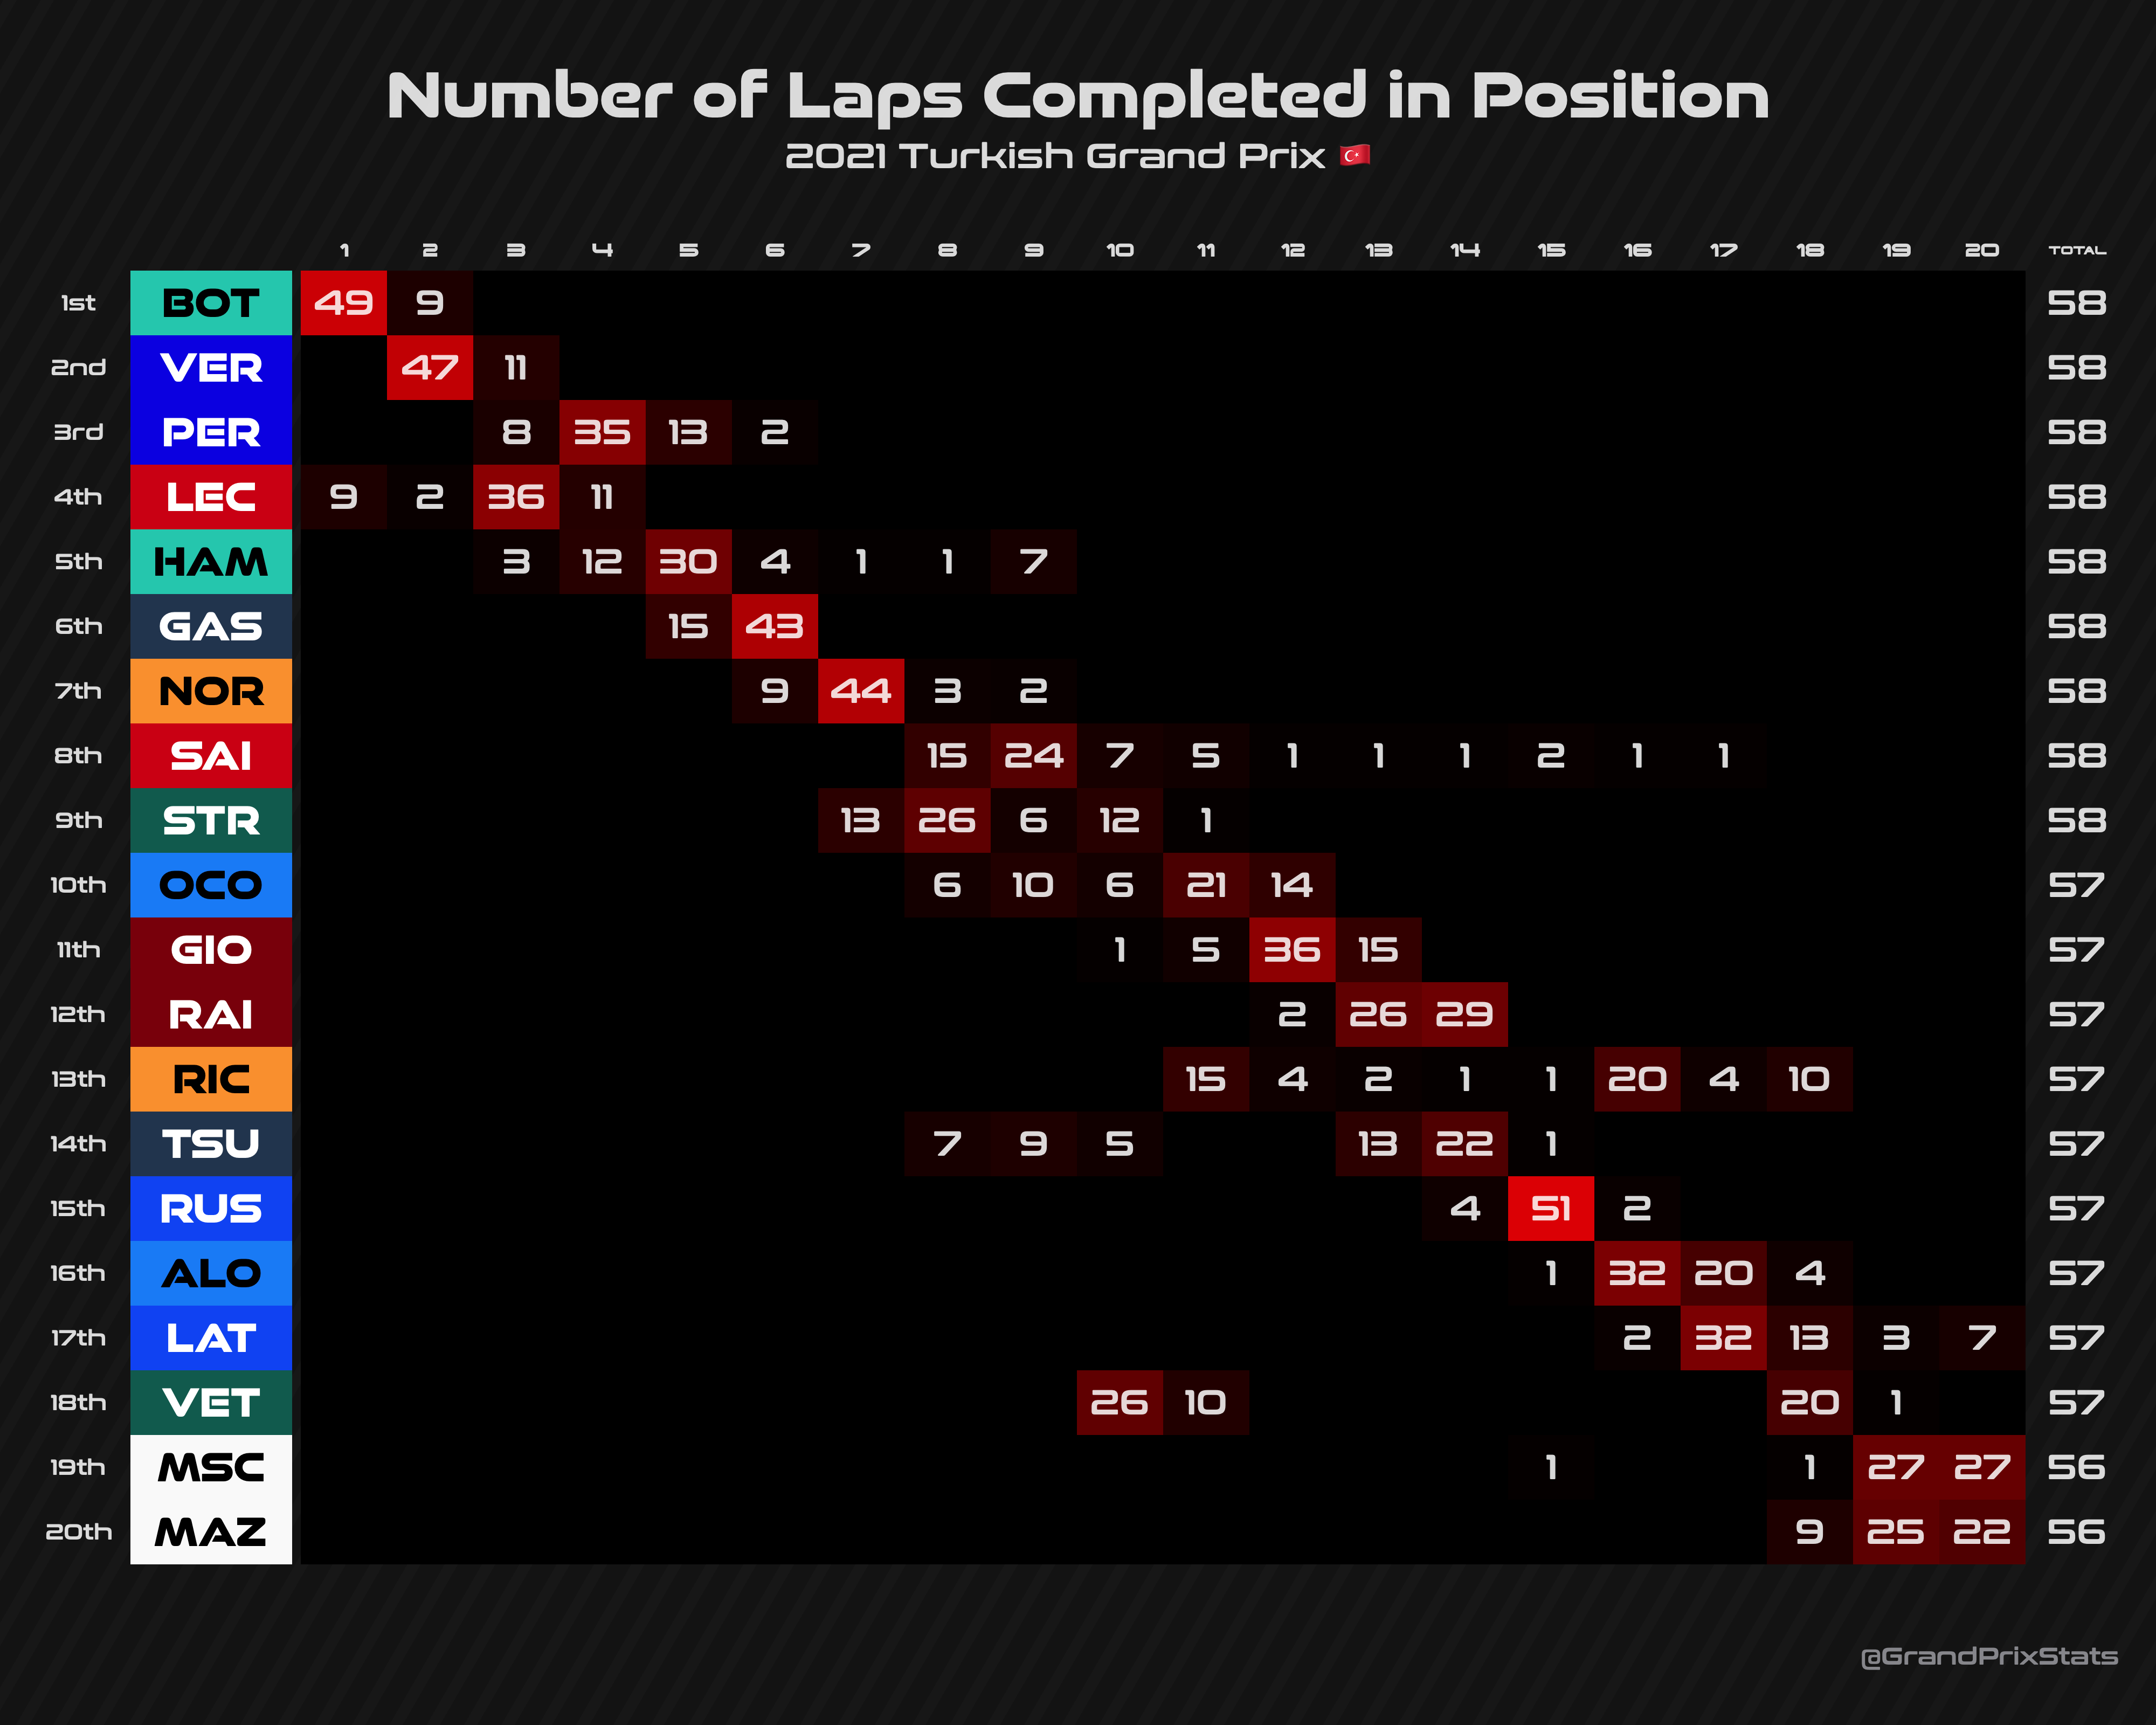 Number of Laps Completed in Position
2021 Turkish Grand Prix 🇹🇷
1 2 3 4 5 6 7 8 9 10 11 12 13 14 15 16 17 18 19 20 TOTAL
1st BOT 49 9 58
2nd VER 47 11 58
3rd PER 8 35 13 2 58
4th LEC 9 2 36 11 58
5th HAM 3 12 30 4 1 1 7 58
6th GAS 15 43 58
7th NOR 9 44 3 2 58
8th SAI 15 24 7 5 1 1 1 2 1 1 58
9th STR 13 26 6 12 1 58
10th OCO 6 10 6 21 14 57
11th GIO 1 5 36 15 57
12th RAI 2 26 29 57
13th RIC 15 4 2 1 1 20 4 10 57
14th TSU 7 9 5 13 22 1 57
15th RUS 4 51 2 57
16th ALO 1 32 20 4 57
17th LAT 2 32 13 3 7 57
18th VET 26 10 20 1 57
19th MSC 1 1 27 27 56
20th MAZ 9 25 22 56
@GrandPrixStats